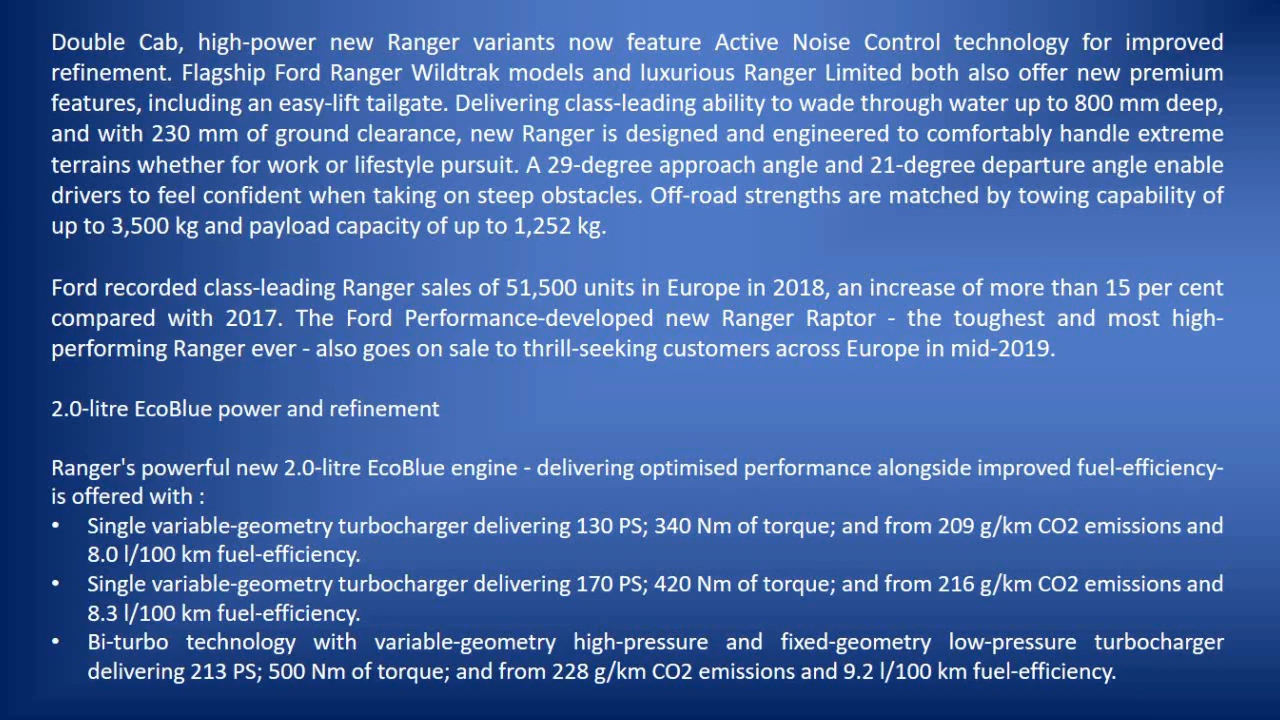 Double Cab, high-power new Ranger variants now feature Active Noise Control technology for improved
refinement. Flagship Ford Ranger Wildtrak models and luxurious Ranger Limited both also offer new premium
features, including an easy-lift tailgate. Delivering class-leading ability to wade through water up to 800 mm deep,
and with 230 mm of ground clearance, new Ranger is designed and engineered to comfortably handle extreme
terrains whether for work or lifestyle pursuit. A 29-degree approach angle and 21-degree departure angle enable
drivers to feel confident when taking on steep obstacles. Off-road strengths are matched by towing capability of
up to 3,500 kg and payload capacity of up to 1,252 kg.
Ford recorded class-leading Ranger sales of 51,500 units in Europe in 2018, an increase of more than 15 per cent
compared with 2017. The Ford Performance-developed new Ranger Raptor - the toughest and most high-
performing Ranger ever - also goes on sale to thrill-seeking customers across Europe in mid-2019.
2.0-litre EcoBlue power and refinement
Ranger's powerful new 2.0-litre EcoBlue engine - delivering optimised performance alongside improved fuel-efficiency-
is offered with :
• Single variable-geometry turbocharger delivering 130 PS; 340 Nm of torque; and from 209 g/km CO2 emissions and
8.0 l/100 km fuel-efficiency.
• Single variable-geometry turbocharger delivering 170 PS; 420 Nm of torque; and from 216 g/km CO2 emissions and
8.3 l/100 km fuel-efficiency.
• Bi-turbo technology with variable-geometry high-pressure and fixed-geometry low-pressure turbocharger
delivering 213 PS; 500 Nm of torque; and from 228 g/km CO2 emissions and 9.2 l/100 km fuel-efficiency.